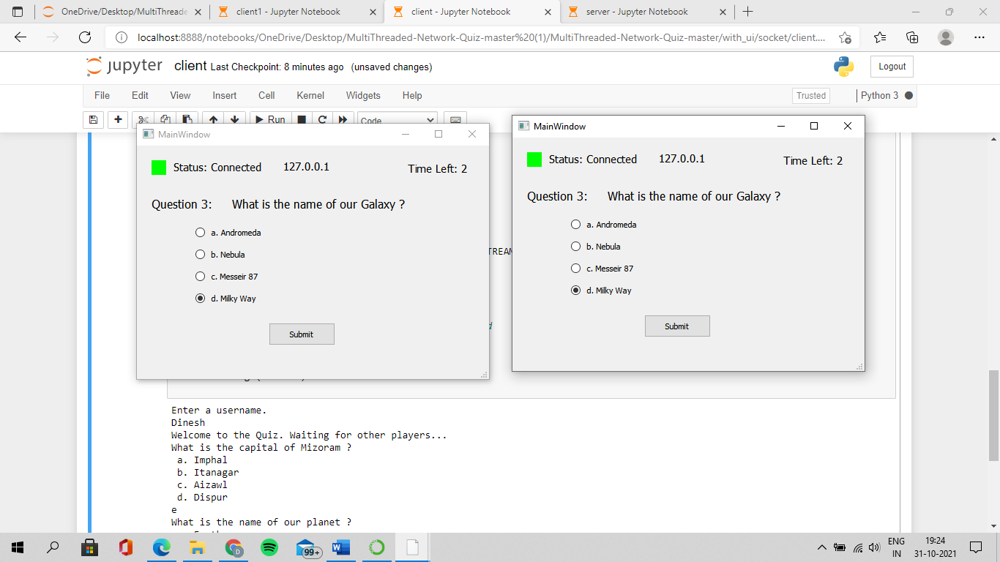 OneDrive/Desktop/MultiThreade
client1 - Jupyter Notebook
client - Jupyter Notebook
server - Jupyter Notebook
localhost:8888/notebooks/OneDrive/Desktop/MultiThreaded-Network-Quiz-master%20(1)/MultiThreaded-Network-Quiz-master/with_ui/socket/client....
jupyter client Last Checkpoint: 8 minutes ago (unsaved changes)
Logout
File Edit View Insert Cell Kernel Widgets Help
Trusted
Python 3
Run
Code
MainWindow
Status: Connected 127.0.0.1 Time Left: 2
Question 3: What is the name of our Galaxy ?
a. Andromeda
b. Nebula
c. Messeir 87
d. Milky Way
Submit
MainWindow
Status: Connected 127.0.0.1 Time Left: 2
Question 3: What is the name of our Galaxy ?
a. Andromeda
b. Nebula
c. Messeir 87
d. Milky Way
Submit
Enter a username.
Dinesh
Welcome to the Quiz. Waiting for other players...
What is the capital of Mizoram ?
a. Imphal
b. Itanagar
c. Aizawl
d. Dispur
e
What is the name of our planet ?
D
99+
ENG
IN
19:24
31-10-2021